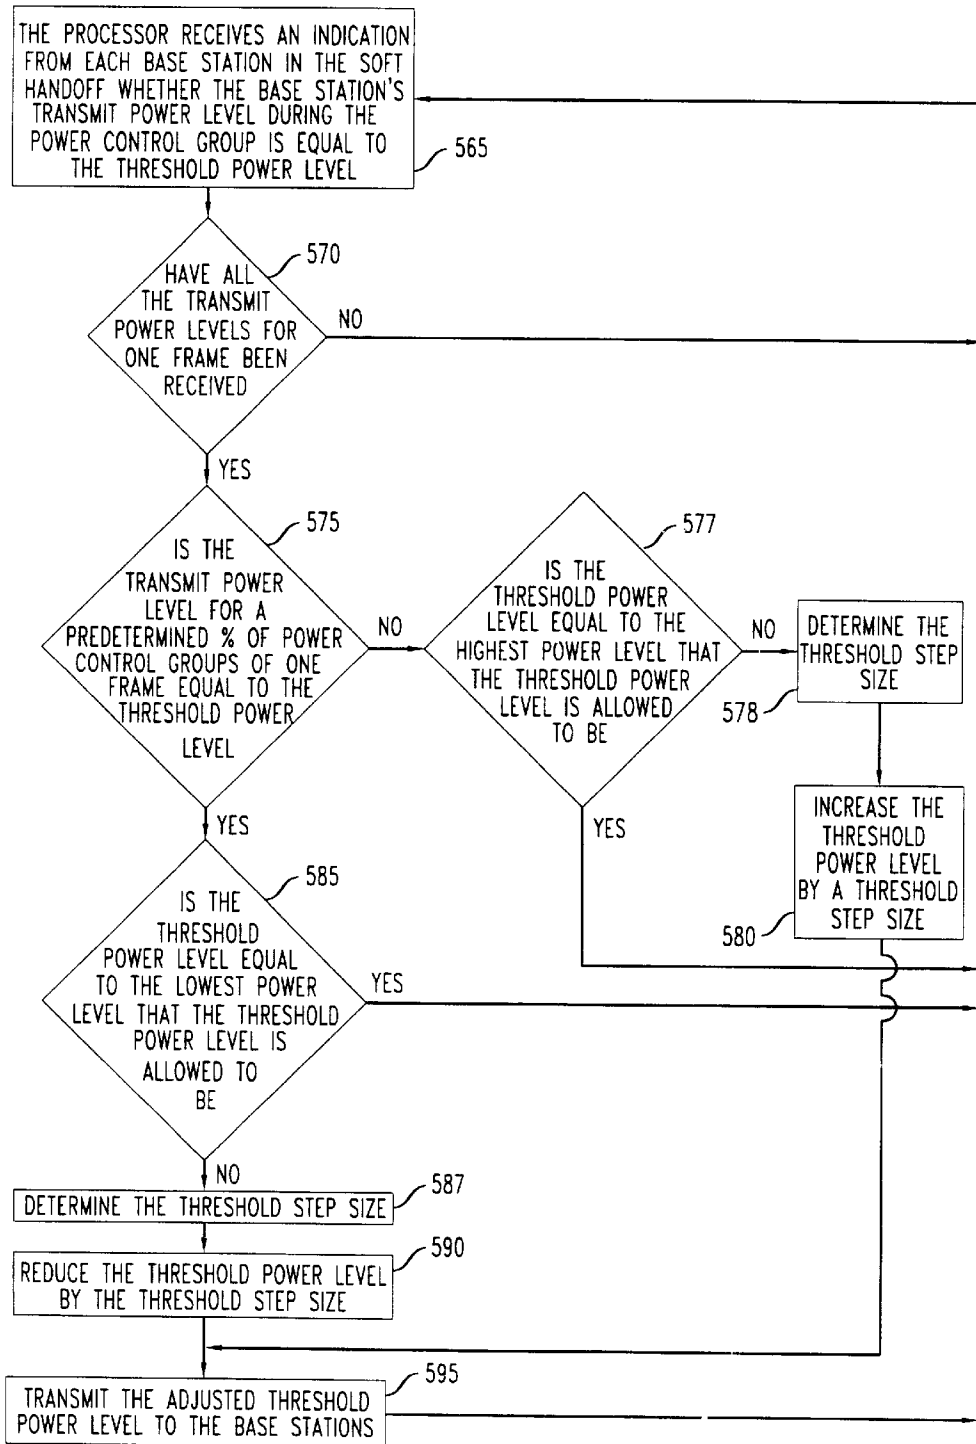 THE PROCESSOR RECEIVES AN INDICATION
FROM EACH BASE STATION IN THE SOFT
HANDOFF WHETHER THE BASE STATION'S
TRANSMIT POWER LEVEL DURING THE
POWER CONTROL GROUP IS EQUAL TO
THE THRESHOLD POWER LEVEL
565
570
HAVE ALL
THE TRANSMIT
POWER LEVELS FOR
ONE FRAME BEEN
RECEIVED
NO
YES
575
IS THE
TRANSMIT POWER
LEVEL FOR A
PREDETERMINED % OF POWER
CONTROL GROUPS OF ONE
FRAME EQUAL TO THE
THRESHOLD POWER
LEVEL
NO
YES
577
IS THE
THRESHOLD POWER
LEVEL EQUAL TO THE
HIGHEST POWER LEVEL THAT
THE THRESHOLD POWER
LEVEL IS ALLOWED
TO BE
NO
YES
DETERMINE THE
THRESHOLD STEP
SIZE
578
INCREASE THE
THRESHOLD
POWER LEVEL
BY A THRESHOLD
STEP SIZE
580
585
IS THE
THRESHOLD
POWER LEVEL EQUAL
TO THE LOWEST POWER
LEVEL THAT THE THRESHOLD
POWER LEVEL IS
ALLOWED TO
BE
YES
NO
587
DETERMINE THE THRESHOLD STEP SIZE
590
REDUCE THE THRESHOLD POWER LEVEL
BY THE THRESHOLD STEP SIZE
595
TRANSMIT THE ADJUSTED THRESHOLD
POWER LEVEL TO THE BASE STATIONS